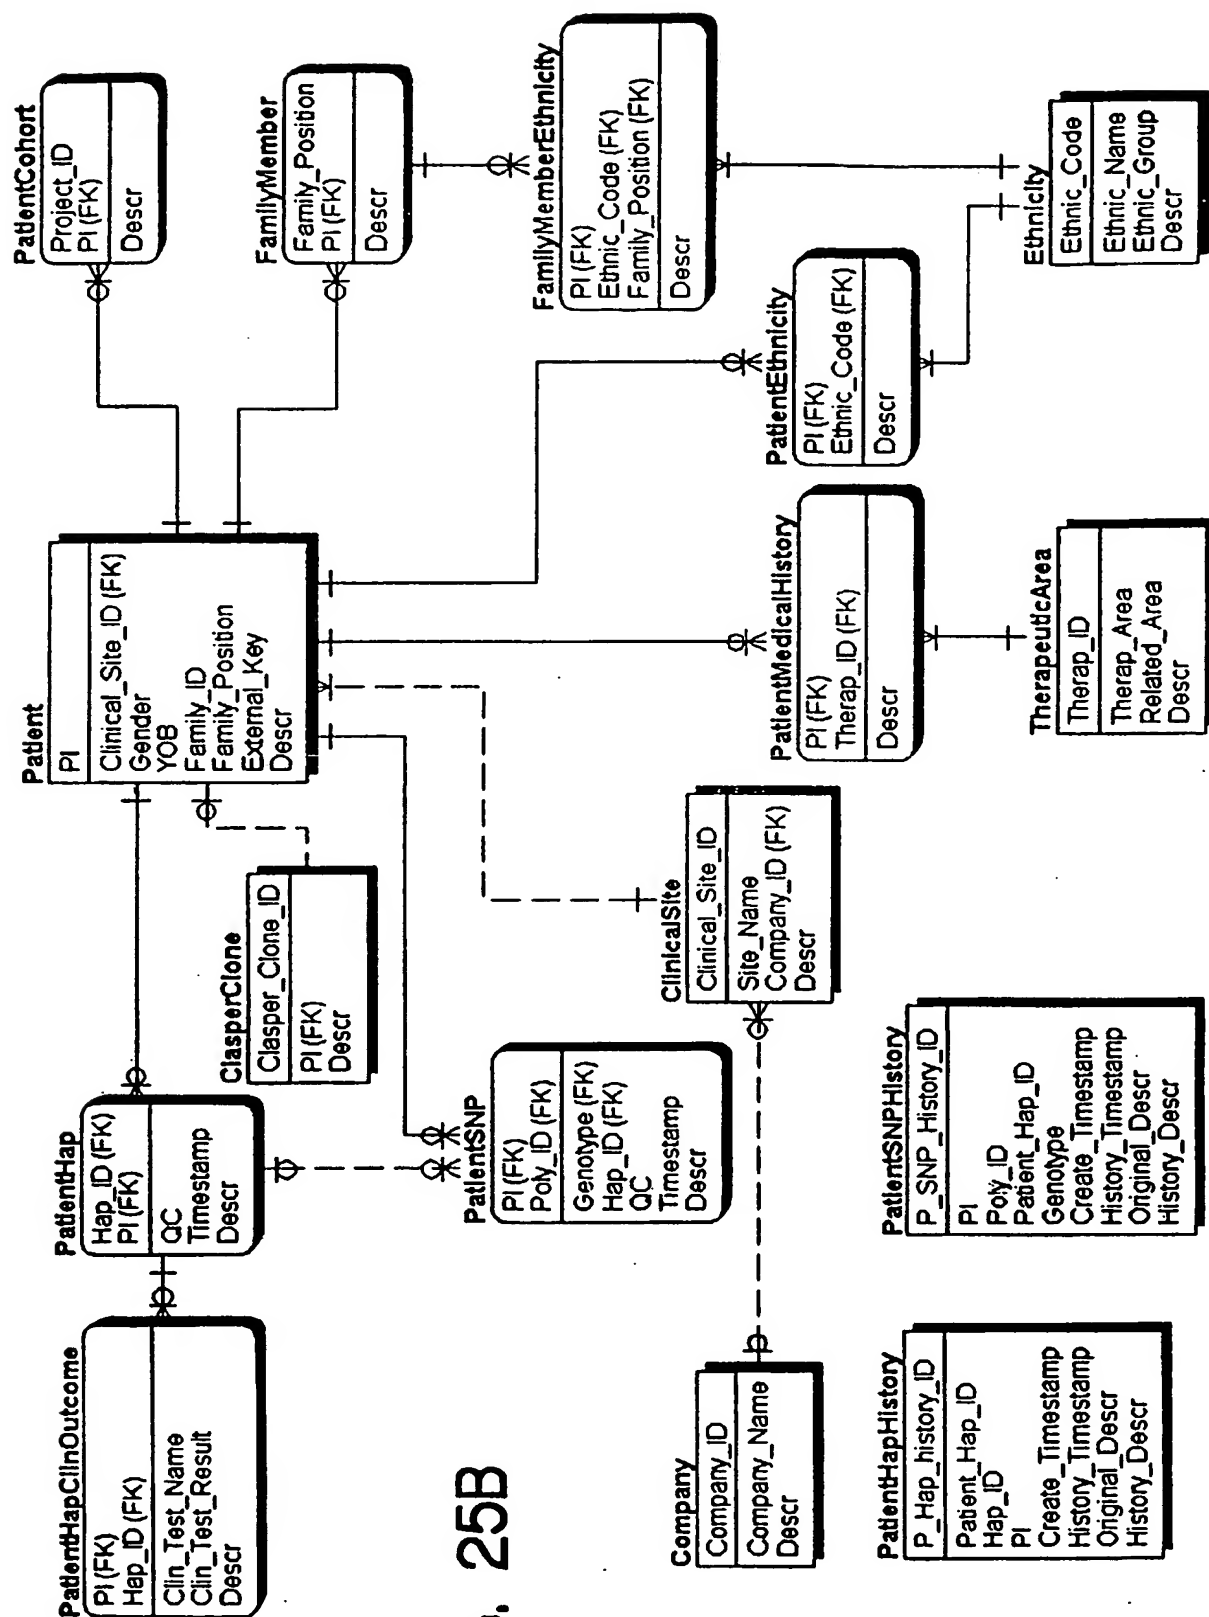 PatientHapClinOutcome
PI (FK)
Hap_ID (FK)
Clin_Test_Name
Clin_Test_Result
Descr
PatientHap
Hap_ID (FK)
PI (FK)
QC
Timestamp
Descr
Patient
PI
Clinical_Site_ID (FK)
Gender
YOB
Family_ID
Family_Position
External_Key
Descr
PatientCohort
Project_ID
PI (FK)
Descr
ClasperClone
Clasper_Clone_ID
PI (FK)
Descr
FamilyMember
Family_Position
PI (FK)
Descr
25B
PatientSNP
PI (FK)
Poly_ID (FK)
Genotype (FK)
Hap_ID (FK)
QC
Timestamp
Descr
FamilyMemberEthnicity
PI (FK)
Ethnic_Code (FK)
Family_Position (FK)
Descr
Company
Company_ID
Company_Name
Descr
ClinicalSite
Clinical_Site_ID
Site_Name
Company_ID (FK)
Descr
PatientMedicalHistory
PI (FK)
Therap_ID (FK)
Descr
PatientEthnicity
PI (FK)
Ethnic_Code (FK)
Descr
PatientHapHistory
P_Hap_history_ID
Patient_Hap_ID
Hap_ID
PI
Create_Timestamp
History_Timestamp
Original_Descr
History_Descr
PatientSNPHistory
P_SNP_History_ID
PI
Poly_ID
Patient_Hap_ID
Genotype
Create_Timestamp
History_Timestamp
Original_Descr
History_Descr
TherapeuticArea
Therap_ID
Therap_Area
Related_Area
Descr
Ethnicity
Ethnic_Code
Ethnic_Name
Ethnic_Group
Descr